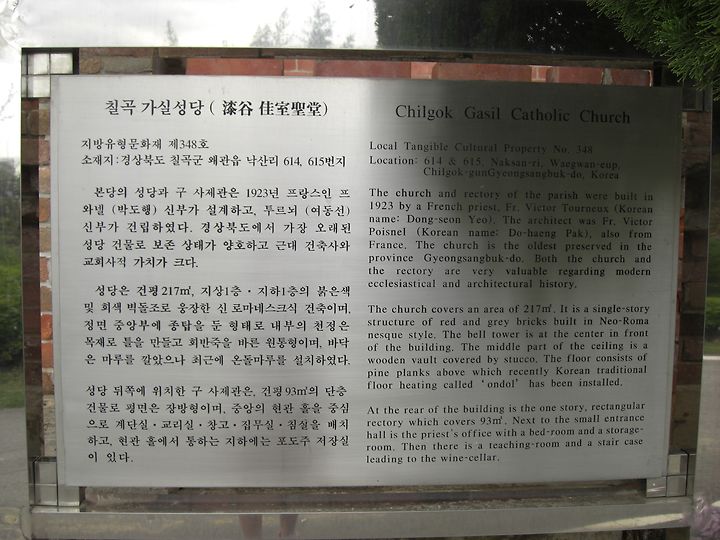 칠곡 가실성당 ( 漆谷 佳室聖堂)
지방유형문화재 제348호
소재지:경상북도 칠곡군 왜관읍 낙산리 614, 615번지
본당의 성당과 구 사제관은 1923년 프랑스인 프
와넬 (박도행) 신부가 설계하고, 투르뇌 (여동선)
신부가 건립하였다. 경상북도에서 가장 오래된
성당 건물로 보존 상태가 양호하고 근대 건축사와
교회사적 가치가 크다.
성당은 건평 217㎡, 지상1층·지하1층의 붉은색
및 회색 벽돌조로 웅장한 신 로마네스크식 건축이며,
정면 중앙부에 종탑을 둔 형태로 내부의 천정은
목재로 틀을 만들고 회반죽을 바른 원통형이며, 바닥
은 마루를 깔았으나 최근에 온돌마루를 설치하였다.
성당 뒤쪽에 위치한 구 사제관은, 건평 93㎡의 단층
건물로 평면은 장방형이며, 중앙의 현관 홀을 중심
으로 계단실·교리실·창고·집무실·침실을 배치
하고, 현관 홀에서 통하는 지하에는 포도주 저장실
이 있다.
Chilgok Gasil Catholic Church
Local Tangible Cultural Property No. 348
Location: 614 & 615, Naksan-ri, Waegwan-eup,
Chilgok-gunGyeongsangbuk-do, Korea
The church and rectory of the parish were built in
1923 by a French priest, Fr. Victor Tourneux (Korean
name: Dong-seon Yeo). The architect was Fr. Victor
Poisnel (Korean name: Do-haeng Pak), also from
France. The church is the oldest preserved in the
province Gyeongsangbuk-do. Both the church and
the rectory are very valuable regarding modern
ecclesiastical and architectural history.
The church covers an area of 217㎡. It is a single-story
structure of red and grey bricks built in Neo-Roma
nesque style. The bell tower is at the center in front
of the building. The middle part of the ceiling is a
wooden vault covered by stucco. The floor consists of
pine planks above which recently Korean traditional
floor heating called ‘ondol’ has been installed.
At the rear of the building is the one story, rectangular
rectory which covers 93㎡. Next to the small entrance
hall is the priest's office with a bed-room and a storage-
room. Then there is a teaching-room and a stair case
leading to the wine-cellar.